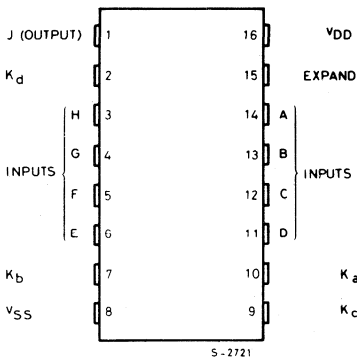 J (OUTPUT) 1 16 VDD
Kd 2 15 EXPAND
H 3 14 A
G 4 13 B
INPUTS INPUTS
F 5 12 C
E 6 11 D
Kb 7 10 Ka
VSS 8 9 Kc
S-2721